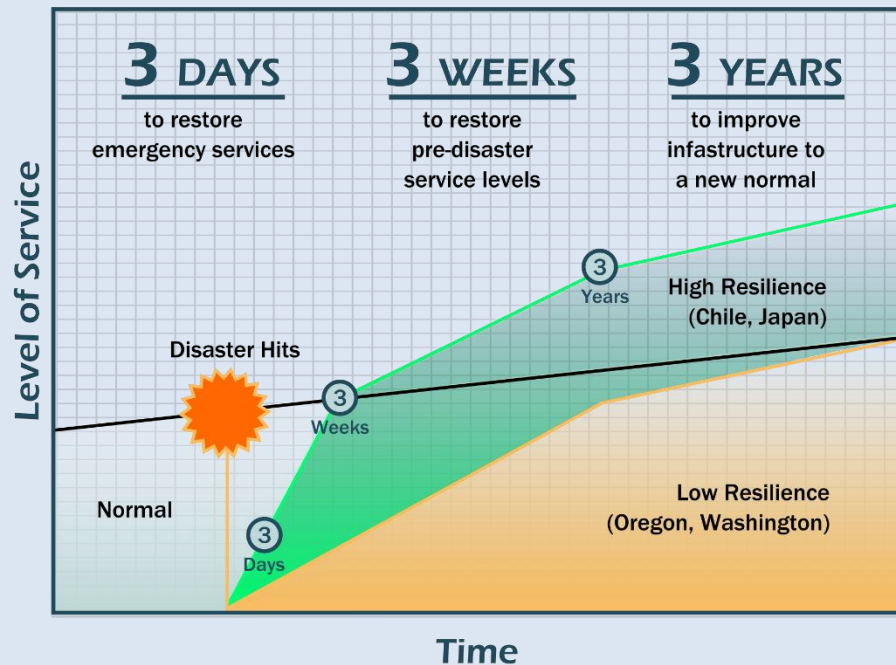 3 DAYS
to restore
emergency services
3 WEEKS
to restore
pre-disaster
service levels
3 YEARS
to improve
infastructure to
a new normal
Level of Service
Disaster Hits
Normal
3
Days
3
Weeks
3
Years
High Resilience
(Chile, Japan)
Low Resilience
(Oregon, Washington)
Time